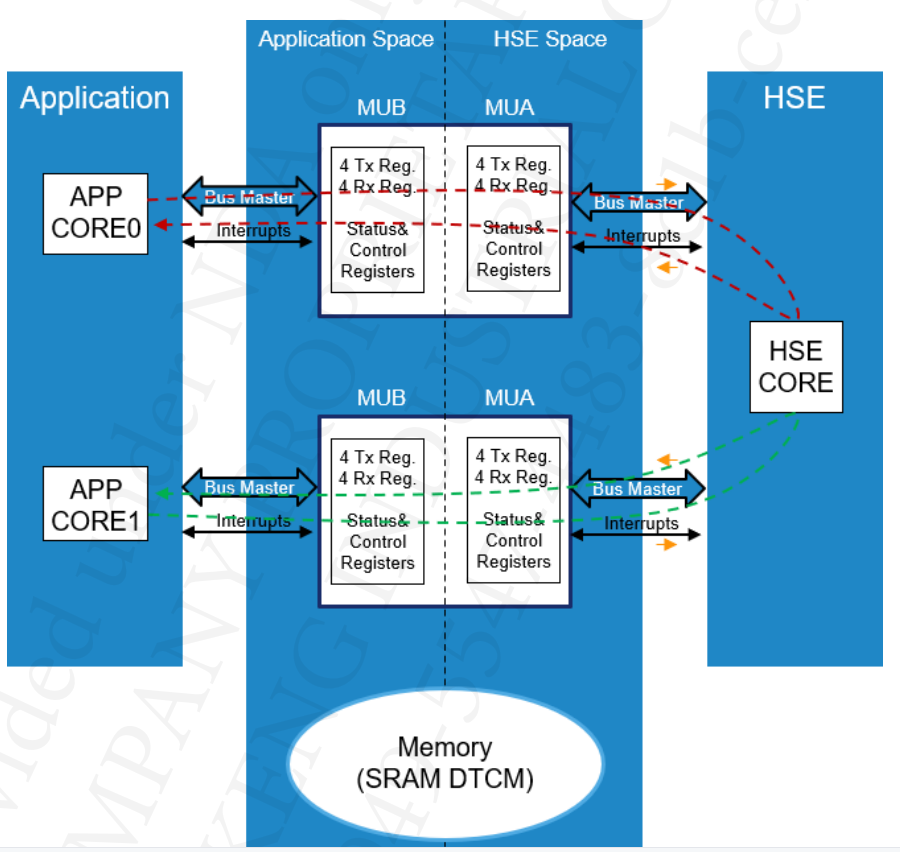 Application Space
HSE Space
Application
HSE
MUB
MUA
4 Tx Reg.
4 Rx Reg.
Status&
Control
Registers
4 Tx Reg.
4 Rx Reg.
Status&
Control
Registers
APP
CORE0
Bus Master
Interrupts
Bus Master
Interrupts
HSE
CORE
MUB
MUA
4 Tx Reg.
4 Rx Reg.
Status&
Control
Registers
4 Tx Reg.
4 Rx Reg.
Status&
Control
Registers
APP
CORE1
Bus Master
Interrupts
Bus Master
Interrupts
Memory
(SRAM DTCM)